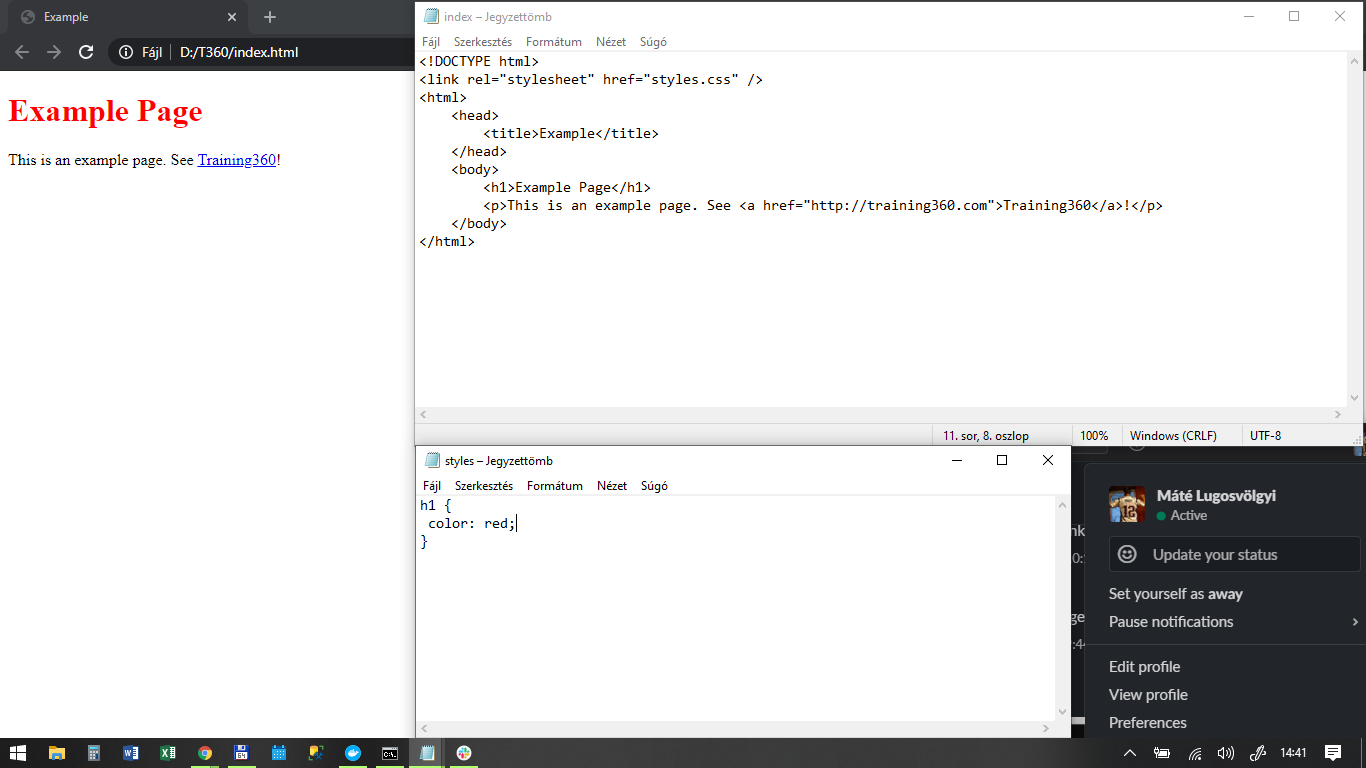 Example
Fájl D:/T360/index.html
Example Page
This is an example page. See Training360!
index – Jegyzettömb
Fájl Szerkesztés Formátum Nézet Súgó
<!DOCTYPE html>
<link rel="stylesheet" href="styles.css" />
<html>
    <head>
        <title>Example</title>
    </head>
    <body>
        <h1>Example Page</h1>
        <p>This is an example page. See <a href="http://training360.com">Training360</a>!</p>
    </body>
</html>
11. sor, 8. oszlop 100% Windows (CRLF) UTF-8
styles – Jegyzettömb
Fájl Szerkesztés Formátum Nézet Súgó
h1 {
 color: red;
}
Máté Lugosvölgyi
Active
Update your status
Set yourself as away
Pause notifications
Edit profile
View profile
Preferences
14:41